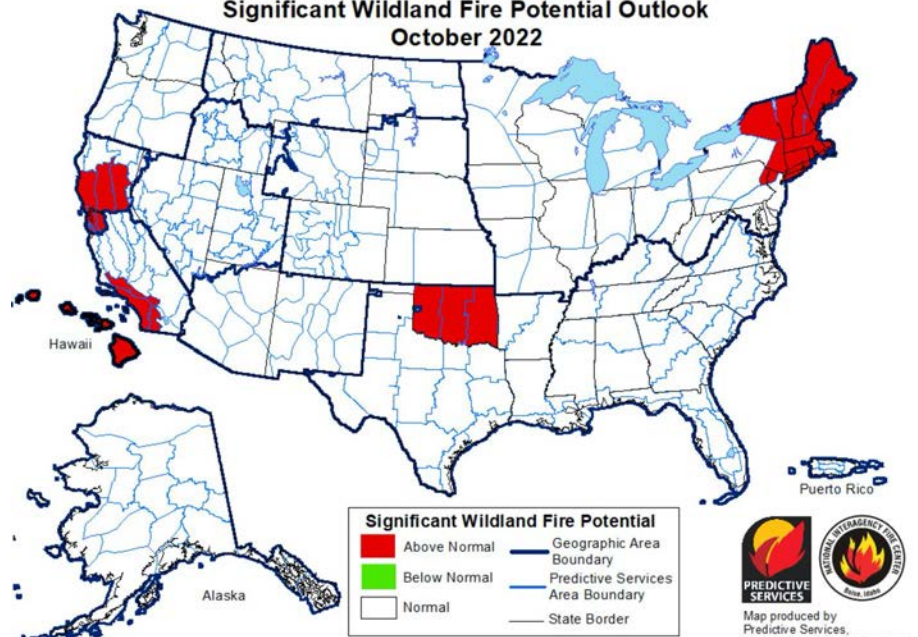 Significant Wildland Fire Potential Outlook
October 2022
Hawaii
Alaska
Puerto Rico
Significant Wildland Fire Potential
Above Normal
Below Normal
Normal
Geographic Area
Boundary
Predictive Services
Area Boundary
State Border
PREDICTIVE
SERVICES
NATIONAL INTERAGENCY FIRE CENTER
Boise, Idaho
Map produced by
Predictive Services,